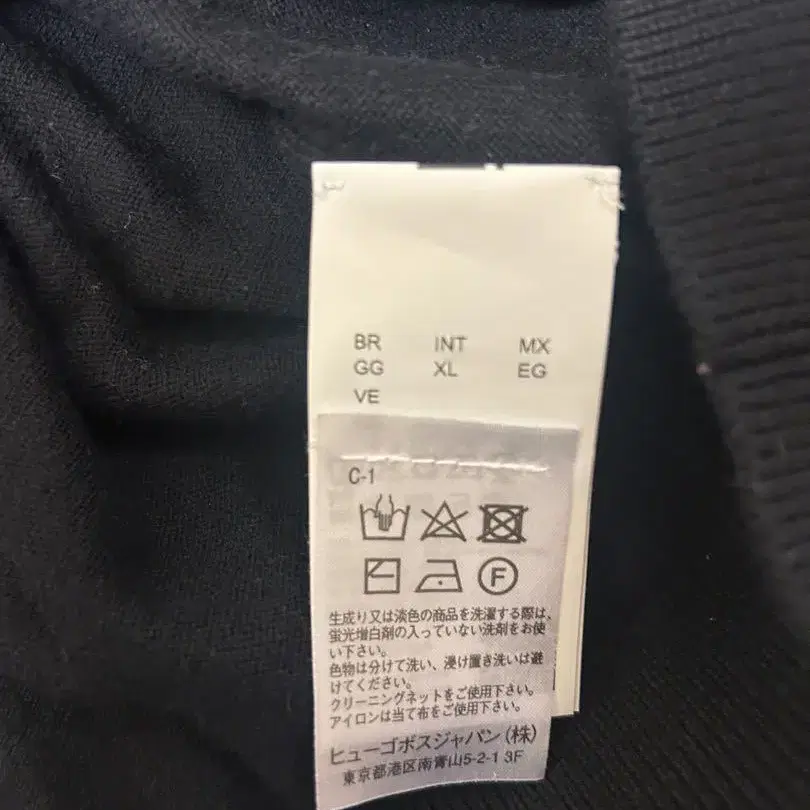 BR INT MX
GG XL EG
VE
C-1
F
生成り又は淡色の商品を洗濯する際は、
蛍光増白剤の入っていない洗剤をお使
い下さい。
色物は分けて洗い、浸け置き洗いは避
けてください。
クリーニングネットをご使用下さい。
アイロンは当て布をご使用下さい。
ヒューゴボスジャパン(株)
東京都港区南青山5-2-1 3F